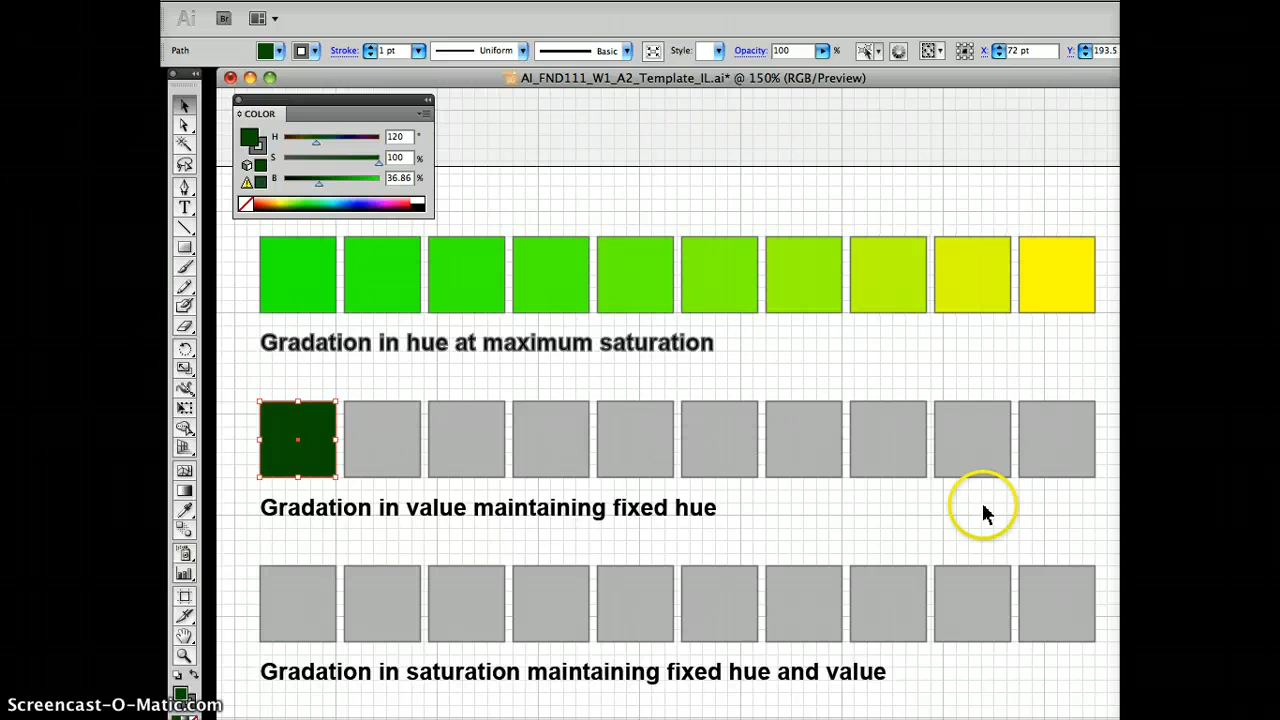 Ai Br
Path Stroke: 1 pt Uniform Basic Style: Opacity: 100 % X: 72 pt Y: 193.5
AI_FND111_W1_A2_Template_IL.ai* @ 150% (RGB/Preview)
COLOR
H 120 °
S 100 %
B 36.86 %
Gradation in hue at maximum saturation
Gradation in value maintaining fixed hue
Gradation in saturation maintaining fixed hue and value
Screencast-O-Matic.com